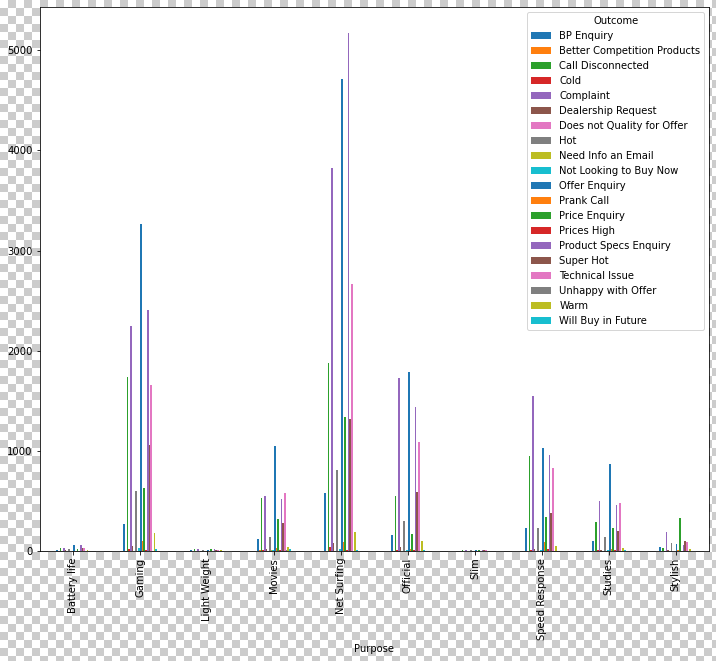 Outcome
BP Enquiry
Better Competition Products
Call Disconnected
Cold
Complaint
Dealership Request
Does not Quality for Offer
Hot
Need Info an Email
Not Looking to Buy Now
Offer Enquiry
Prank Call
Price Enquiry
Prices High
Product Specs Enquiry
Super Hot
Technical Issue
Unhappy with Offer
Warm
Will Buy in Future
5000
4000
3000
2000
1000
0
Battery life
Gaming
Light Weight
Movies
Net Surfing
Official
Slim
Speed Response
Studies
Stylish
Purpose